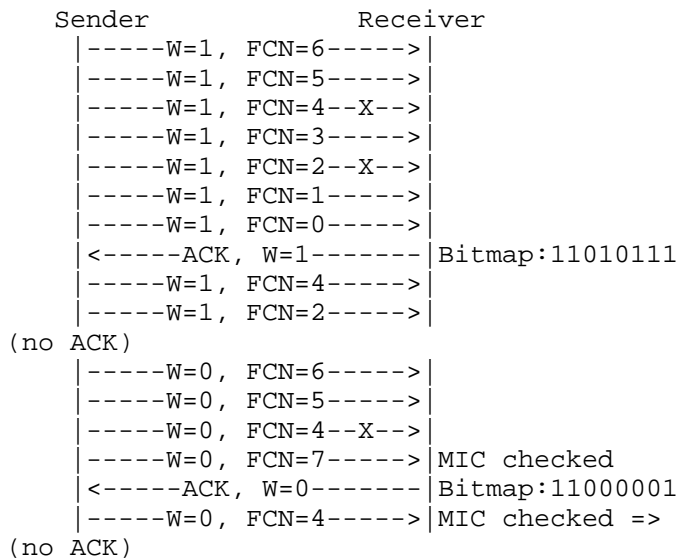 Sender                Receiver
|-----W=1, FCN=6----->|
|-----W=1, FCN=5----->|
|-----W=1, FCN=4--X-->|
|-----W=1, FCN=3----->|
|-----W=1, FCN=2--X-->|
|-----W=1, FCN=1----->|
|-----W=1, FCN=0----->|
|<-----ACK, W=1-------|Bitmap:11010111
|-----W=1, FCN=4----->|
|-----W=1, FCN=2----->|
(no ACK)
|-----W=0, FCN=6----->|
|-----W=0, FCN=5----->|
|-----W=0, FCN=4--X-->|
|-----W=0, FCN=7----->|MIC checked
|<-----ACK, W=0-------|Bitmap:11000001
|-----W=0, FCN=4----->|MIC checked =>
(no ACK)